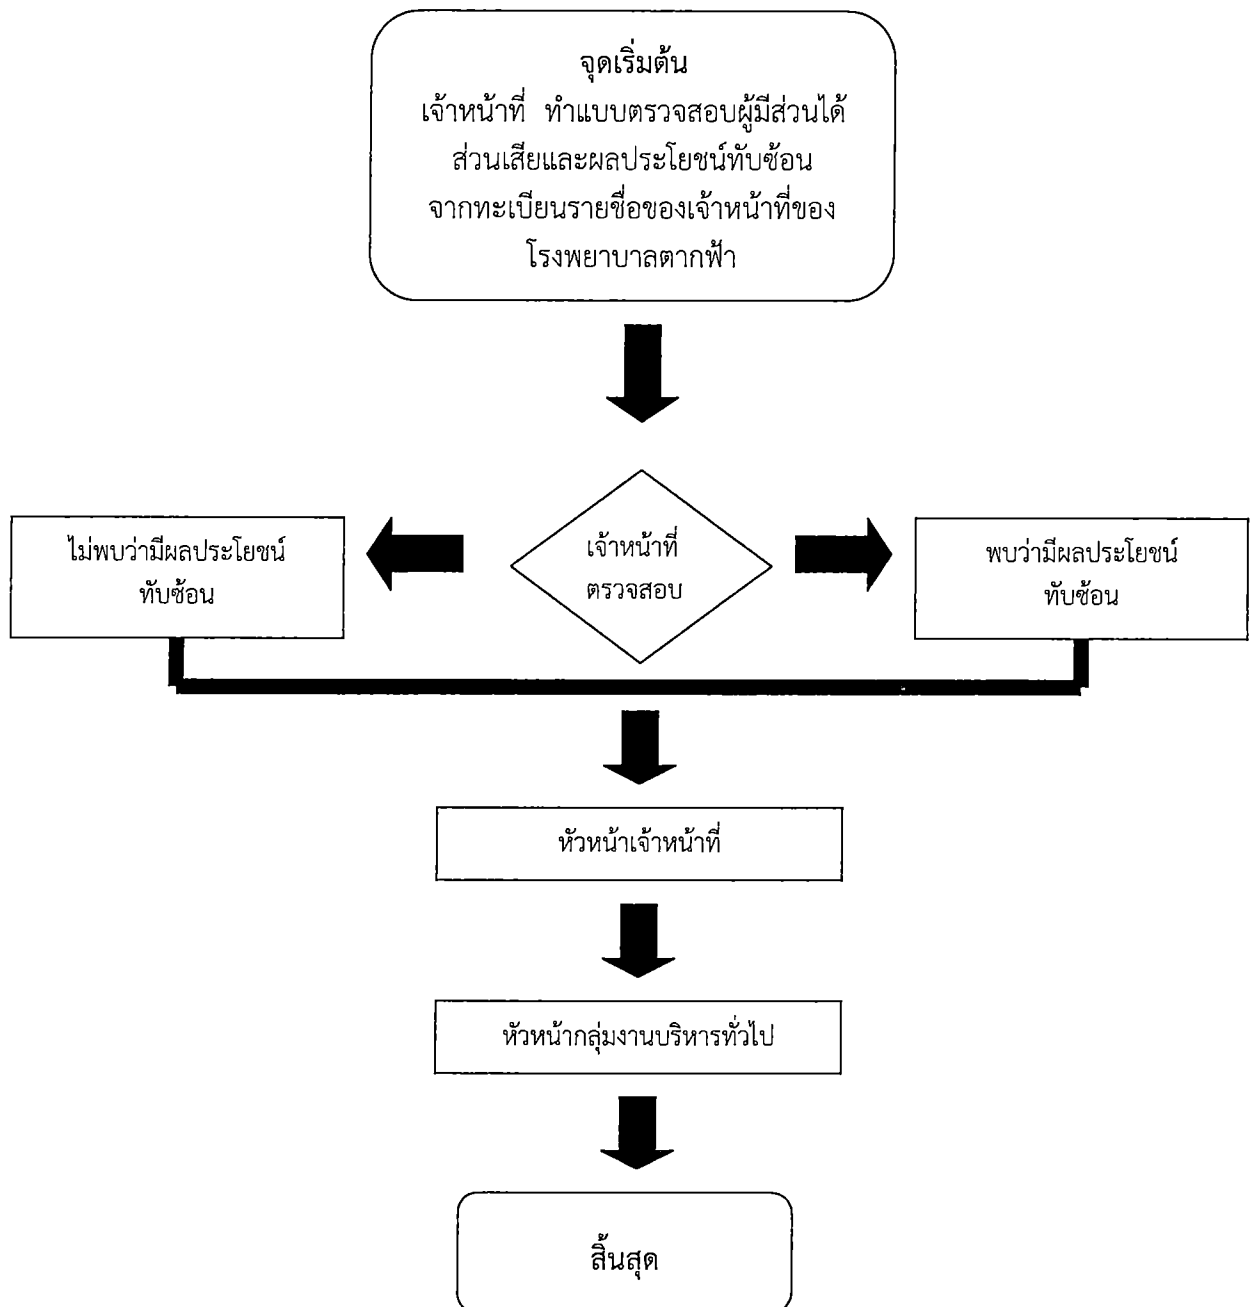 จุดเริ่มต้น
เจ้าหน้าที่ ทำแบบตรวจสอบผู้มีส่วนได้
ส่วนเสียและผลประโยชน์ทับซ้อน
จากทะเบียนรายชื่อของเจ้าหน้าที่ของ
โรงพยาบาลตากฟ้า
ไม่พบว่ามีผลประโยชน์
ทับซ้อน
เจ้าหน้าที่
ตรวจสอบ
พบว่ามีผลประโยชน์
ทับซ้อน
หัวหน้าเจ้าหน้าที่
หัวหน้ากลุ่มงานบริหารทั่วไป
สิ้นสุด